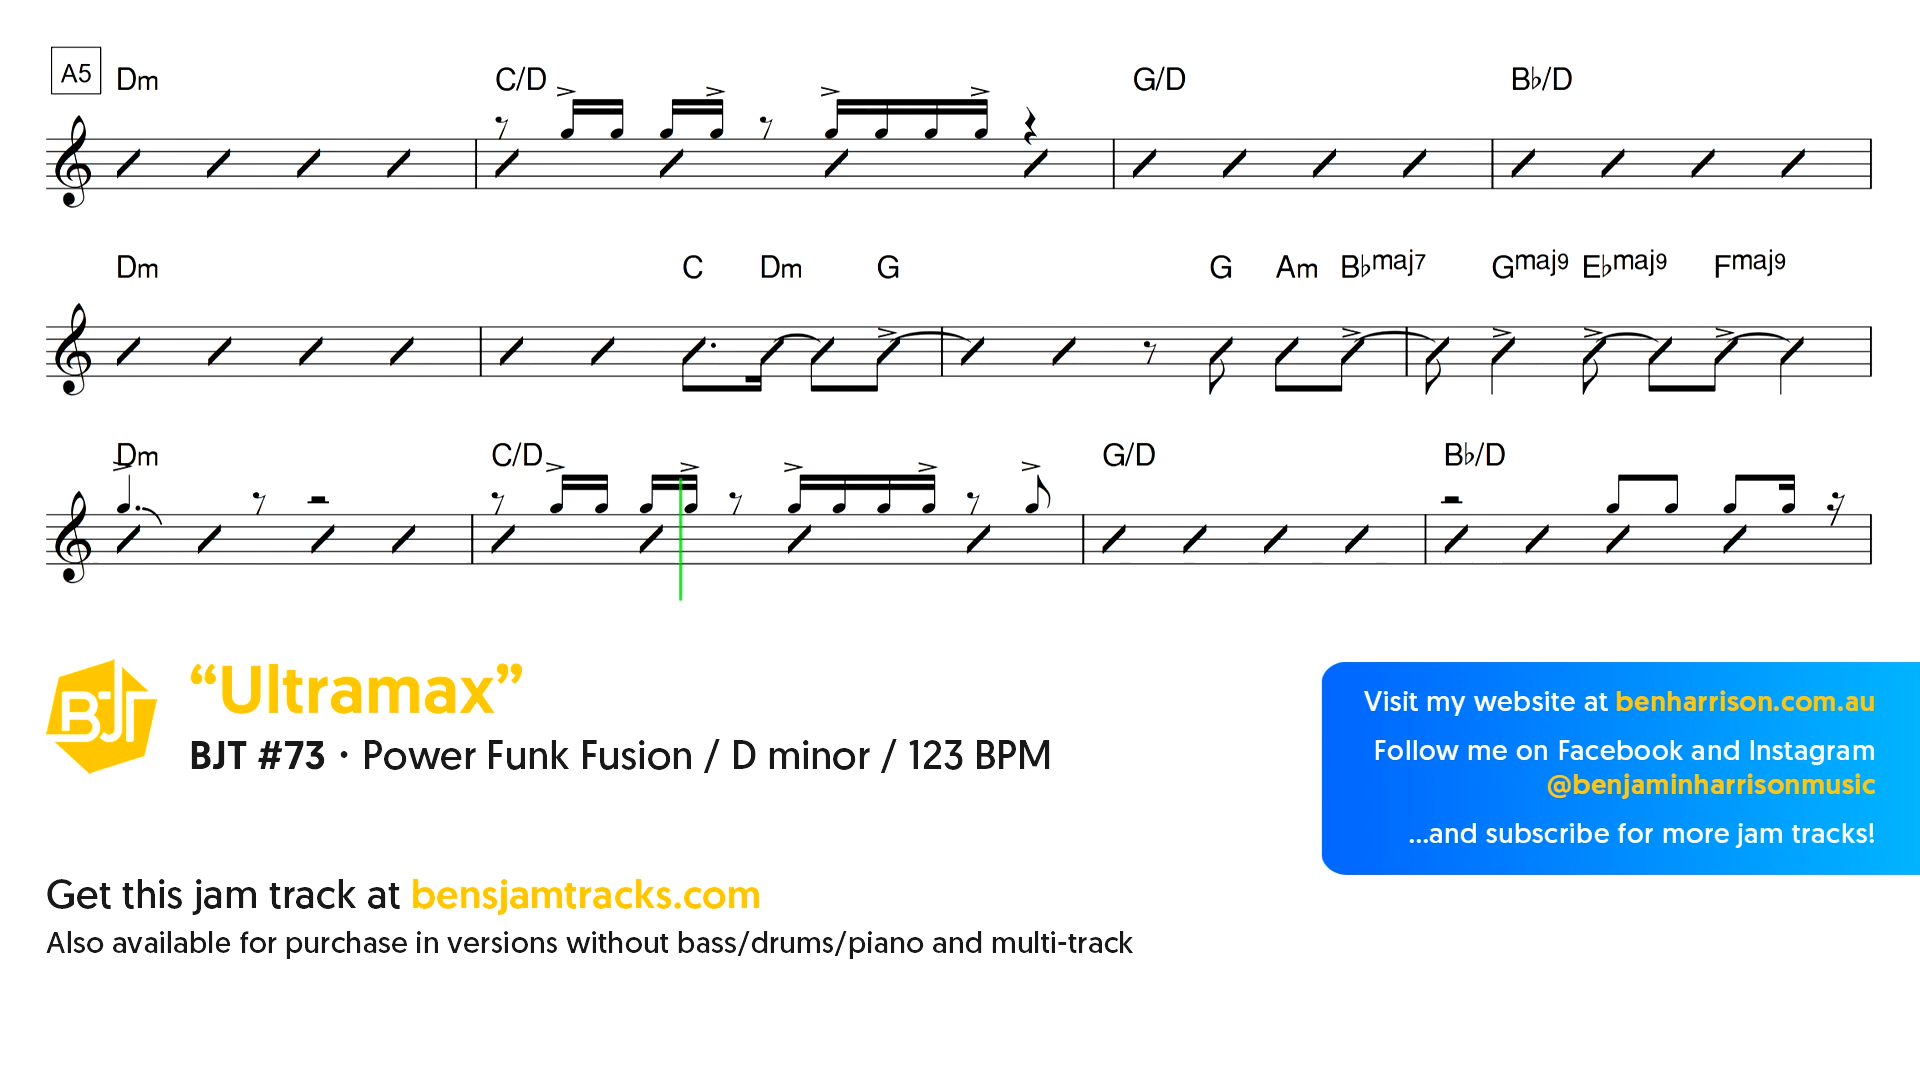 A5 Dm C/D G/D B♭/D
Dm C Dm G G Am B♭maj7 Gmaj9 E♭maj9 Fmaj9
Dm C/D G/D B♭/D
BJT
“Ultramax”
BJT #73 · Power Funk Fusion / D minor / 123 BPM
Visit my website at benharrison.com.au
Follow me on Facebook and Instagram
@benjaminharrisonmusic
...and subscribe for more jam tracks!
Get this jam track at bensjamtracks.com
Also available for purchase in versions without bass/drums/piano and multi-track